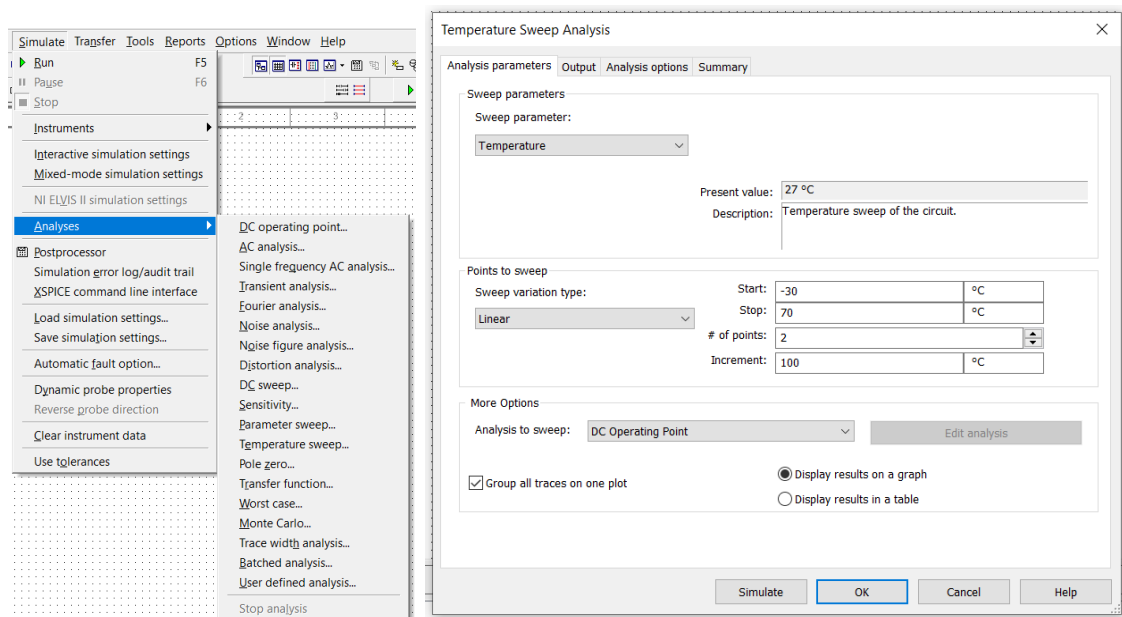 Simulate Transfer Tools Reports Options Window Help
Run F5
Pause F6
Stop
Instruments
Interactive simulation settings
Mixed-mode simulation settings
NI ELVIS II simulation settings
Analyses
Postprocessor
Simulation error log/audit trail
XSPICE command line interface
Load simulation settings...
Save simulation settings...
Automatic fault option...
Dynamic probe properties
Reverse probe direction
Clear instrument data
Use tolerances
2 3
DC operating point...
AC analysis...
Single frequency AC analysis...
Transient analysis...
Fourier analysis...
Noise analysis...
Noise figure analysis...
Distortion analysis...
DC sweep...
Sensitivity...
Parameter sweep...
Temperature sweep...
Pole zero...
Transfer function...
Worst case...
Monte Carlo...
Trace width analysis...
Batched analysis...
User defined analysis...
Stop analysis
Temperature Sweep Analysis
Analysis parameters Output Analysis options Summary
Sweep parameters
Sweep parameter:
Temperature
Present value: 27 °C
Description: Temperature sweep of the circuit.
Points to sweep
Sweep variation type:
Linear
Start: -30 °C
Stop: 70 °C
# of points: 2
Increment: 100 °C
More Options
Analysis to sweep: DC Operating Point Edit analysis
Group all traces on one plot
Display results on a graph
Display results in a table
Simulate OK Cancel Help